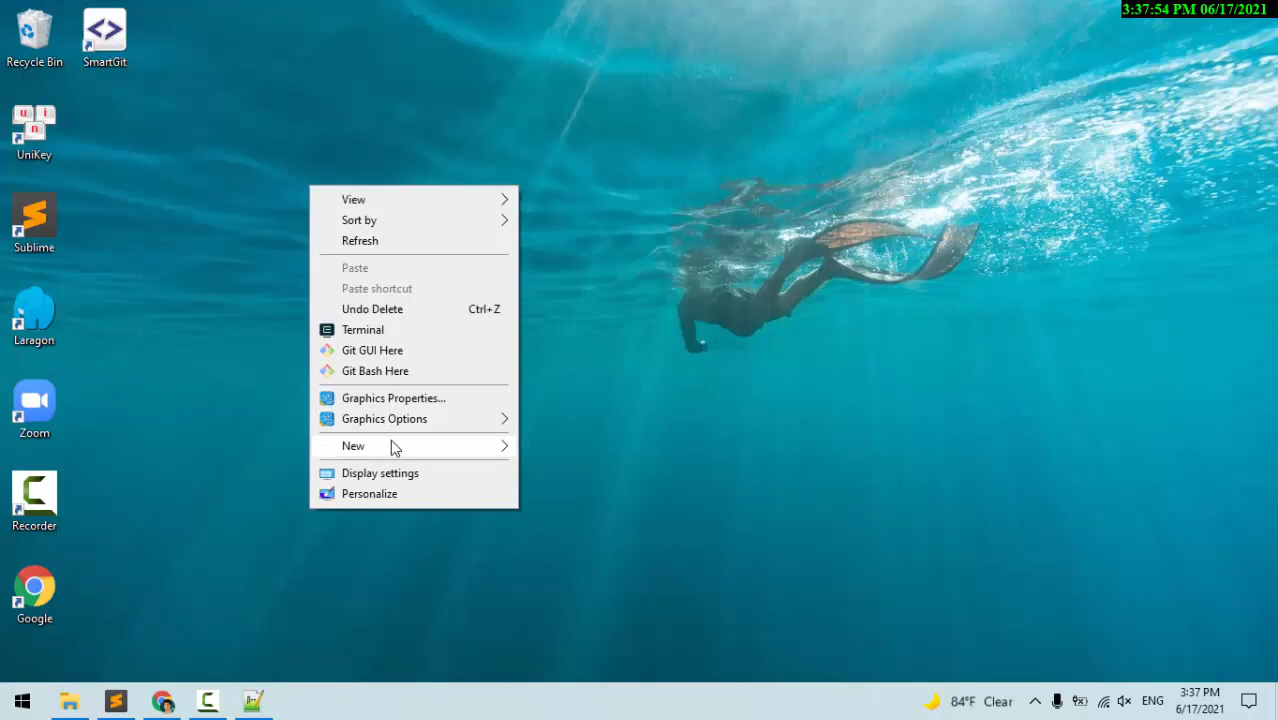 3:37:54 PM 06/17/2021
Recycle Bin
SmartGit
u i
n
UniKey
Sublime
Laragon
Zoom
Recorder
Google
View
Sort by
Refresh
Paste
Paste shortcut
Undo Delete Ctrl+Z
Terminal
Git GUI Here
Git Bash Here
Graphics Properties...
Graphics Options
New
Display settings
Personalize
84°F Clear
ENG
3:37 PM
6/17/2021